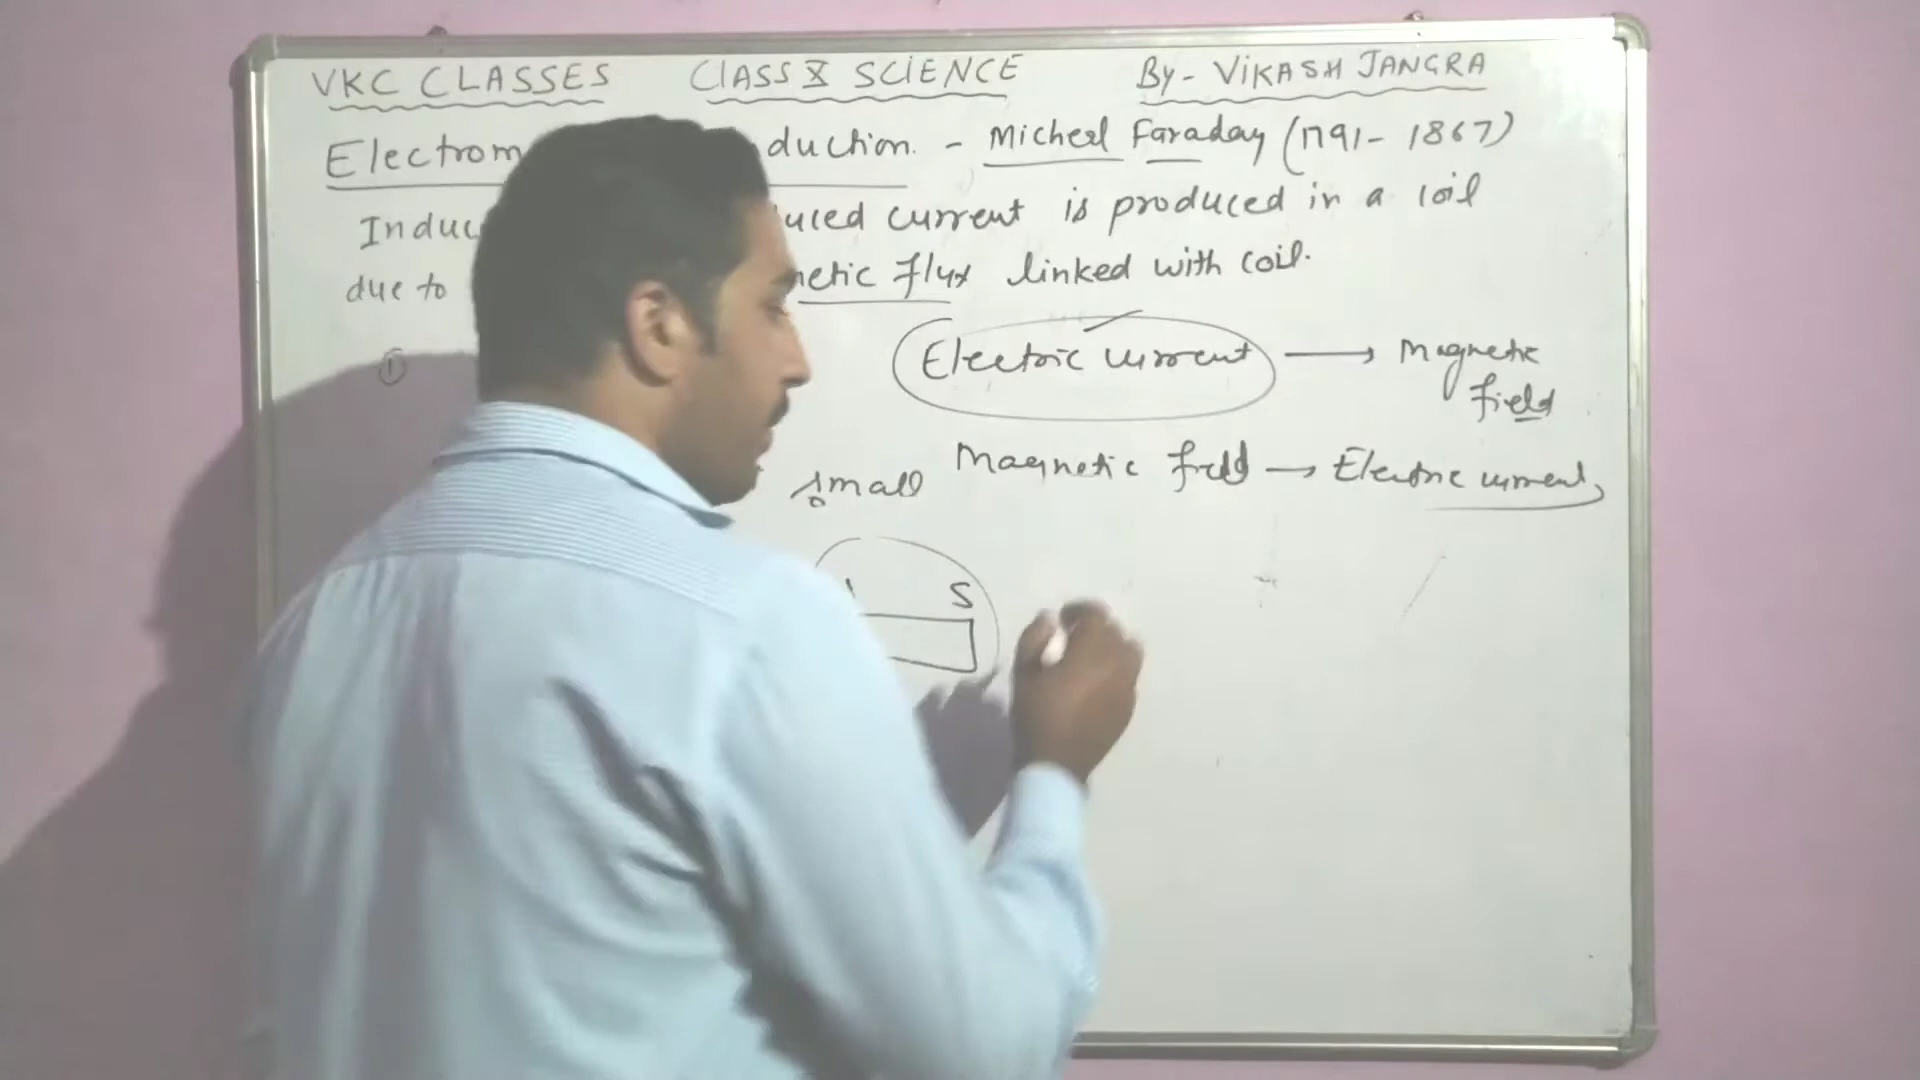 VKC CLASSES CLASS X SCIENCE By- VIKASH JANGRA
Electrom duction. - Micheal Faraday (1791- 1867)
Induc uced current is produced in a coil
due to netic flux linked with coil.
① Electric current → Magnetic
field
small Magnetic field → Electric current,
S